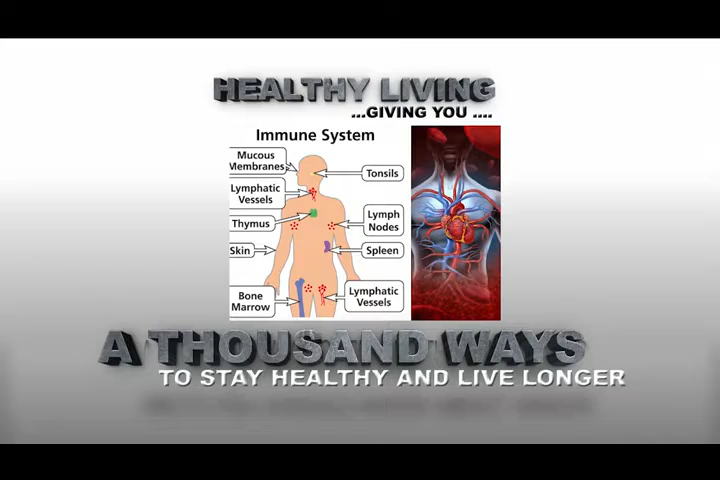 HEALTHY LIVING
...GIVING YOU ....
Immune System
Mucous
Membranes
Tonsils
Lymphatic
Vessels
Thymus
Lymph
Nodes
Skin
Spleen
Bone
Marrow
Lymphatic
Vessels
A THOUSAND WAYS
TO STAY HEALTHY AND LIVE LONGER